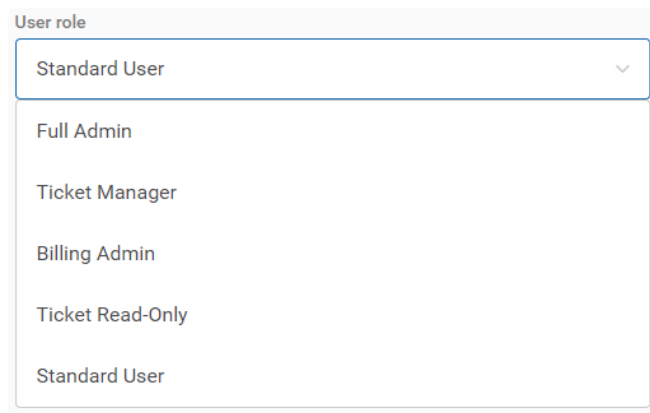 User role
Standard User
Full Admin
Ticket Manager
Billing Admin
Ticket Read-Only
Standard User